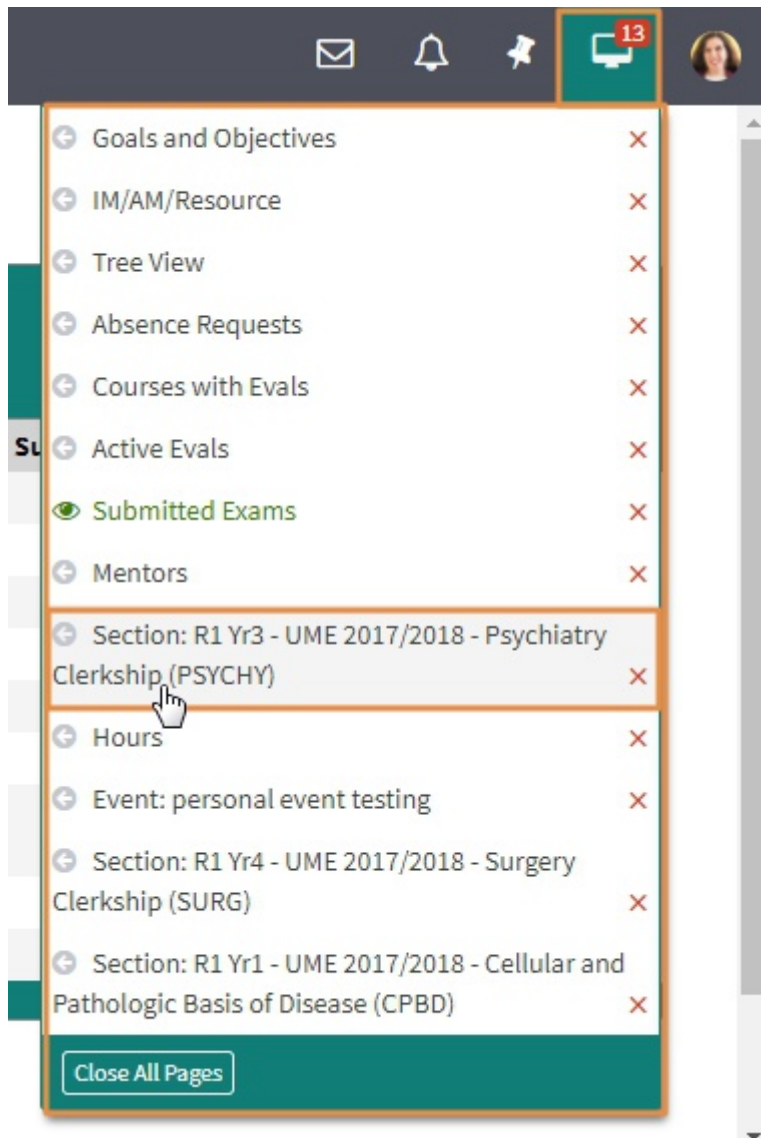 13
Goals and Objectives
IM/AM/Resource
Tree View
Absence Requests
Courses with Evals
Active Evals
Submitted Exams
Mentors
Section: R1 Yr3 - UME 2017/2018 - Psychiatry
Clerkship (PSYCHY)
Hours
Event: personal event testing
Section: R1 Yr4 - UME 2017/2018 - Surgery
Clerkship (SURG)
Section: R1 Yr1 - UME 2017/2018 - Cellular and
Pathologic Basis of Disease (CPBD)
Close All Pages